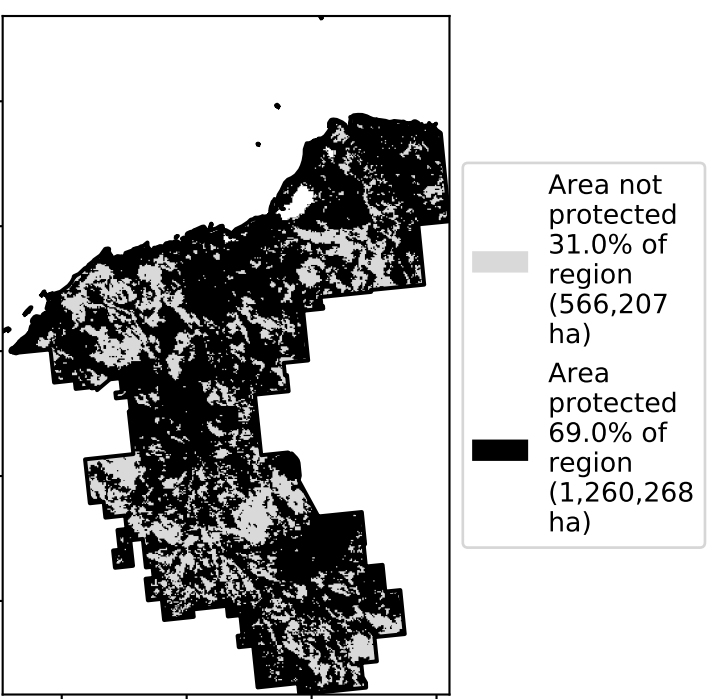 Area not
protected
31.0% of
region
(566,207
ha)
Area
protected
69.0% of
region
(1,260,268
ha)